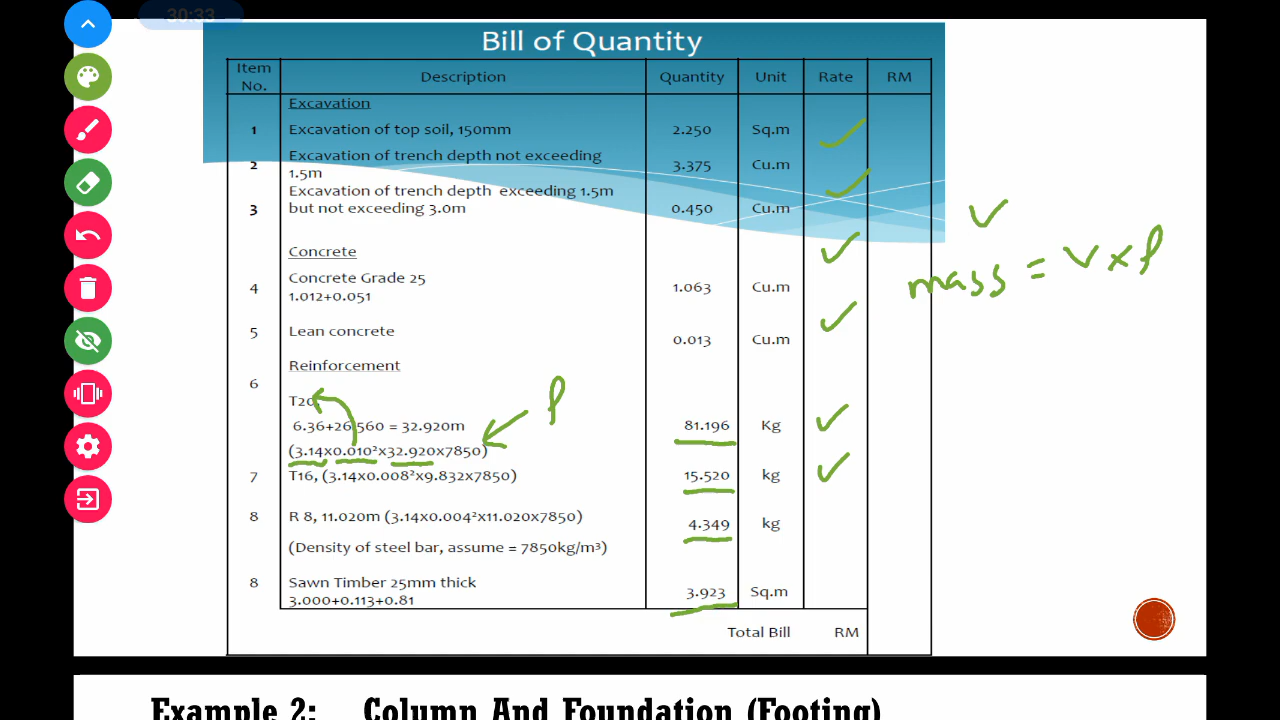 30:33
Bill of Quantity
Item No. Description Quantity Unit Rate RM
Excavation
1 Excavation of top soil, 150mm 2.250 Sq.m
2 Excavation of trench depth not exceeding 1.5m 3.375 Cu.m
3 Excavation of trench depth exceeding 1.5m but not exceeding 3.0m 0.450 Cu.m
Concrete
4 Concrete Grade 25
1.012+0.051 1.063 Cu.m
5 Lean concrete 0.013 Cu.m
Reinforcement
6
T20,
6.36+26.560 = 32.920m 81.196 Kg
(3.14x0.010²x32.920x7850)
7 T16, (3.14x0.008²x9.832x7850) 15.520 kg
8 R 8, 11.020m (3.14x0.004²x11.020x7850) 4.349 kg
(Density of steel bar, assume = 7850kg/m³)
8 Sawn Timber 25mm thick
3.000+0.113+0.81 3.923 Sq.m
Total Bill RM
mass = v x ρ
ρ
Example 2: Column And Foundation (Footing)